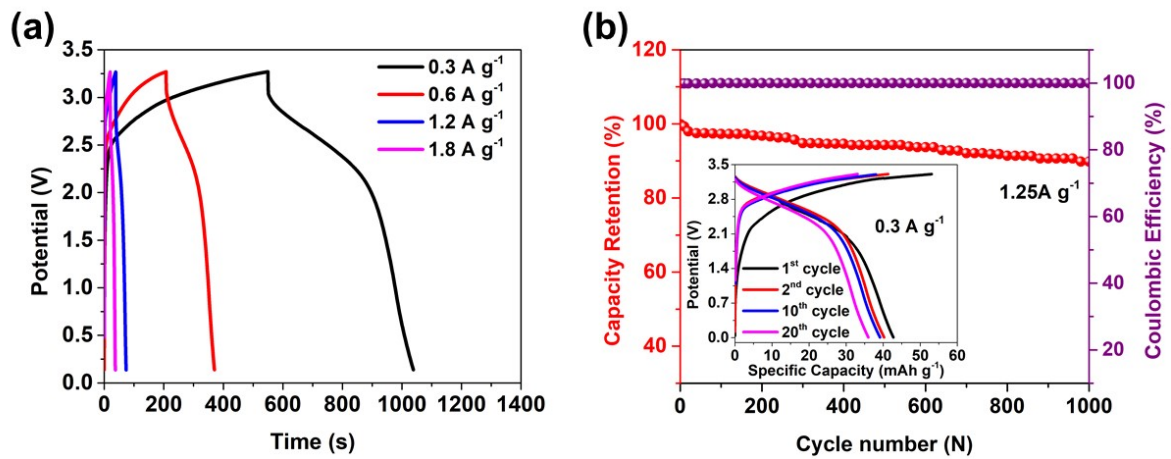 (a)
3.5
3.0
2.5
2.0
1.5
1.0
0.5
0.0
Potential (V)
0.3 A g⁻¹
0.6 A g⁻¹
1.2 A g⁻¹
1.8 A g⁻¹
0 200 400 600 800 1000 1200 1400
Time (s)
(b)
120
100
80
60
40
Capacity Retention (%)
100
80
60
40
20
Coulombic Efficiency (%)
1.25A g⁻¹
3.5
2.8
2.1
1.4
0.7
0.0
Potential (V)
0.3 A g⁻¹
1ˢᵗ cycle
2ⁿᵈ cycle
10ᵗʰ cycle
20ᵗʰ cycle
0 10 20 30 40 50 60
Specific Capacity (mAh g⁻¹)
0 200 400 600 800 1000
Cycle number (N)